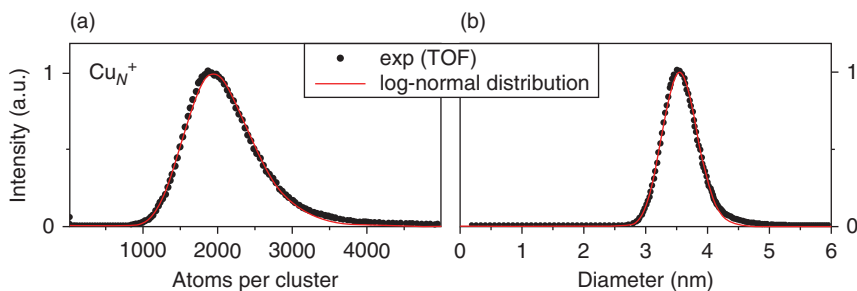 (a)
(b)
Cu_N^+
exp (TOF)
log-normal distribution
Intensity (a.u.)
1
0
1000 2000 3000 4000
Atoms per cluster
1
0
0 1 2 3 4 5 6
Diameter (nm)